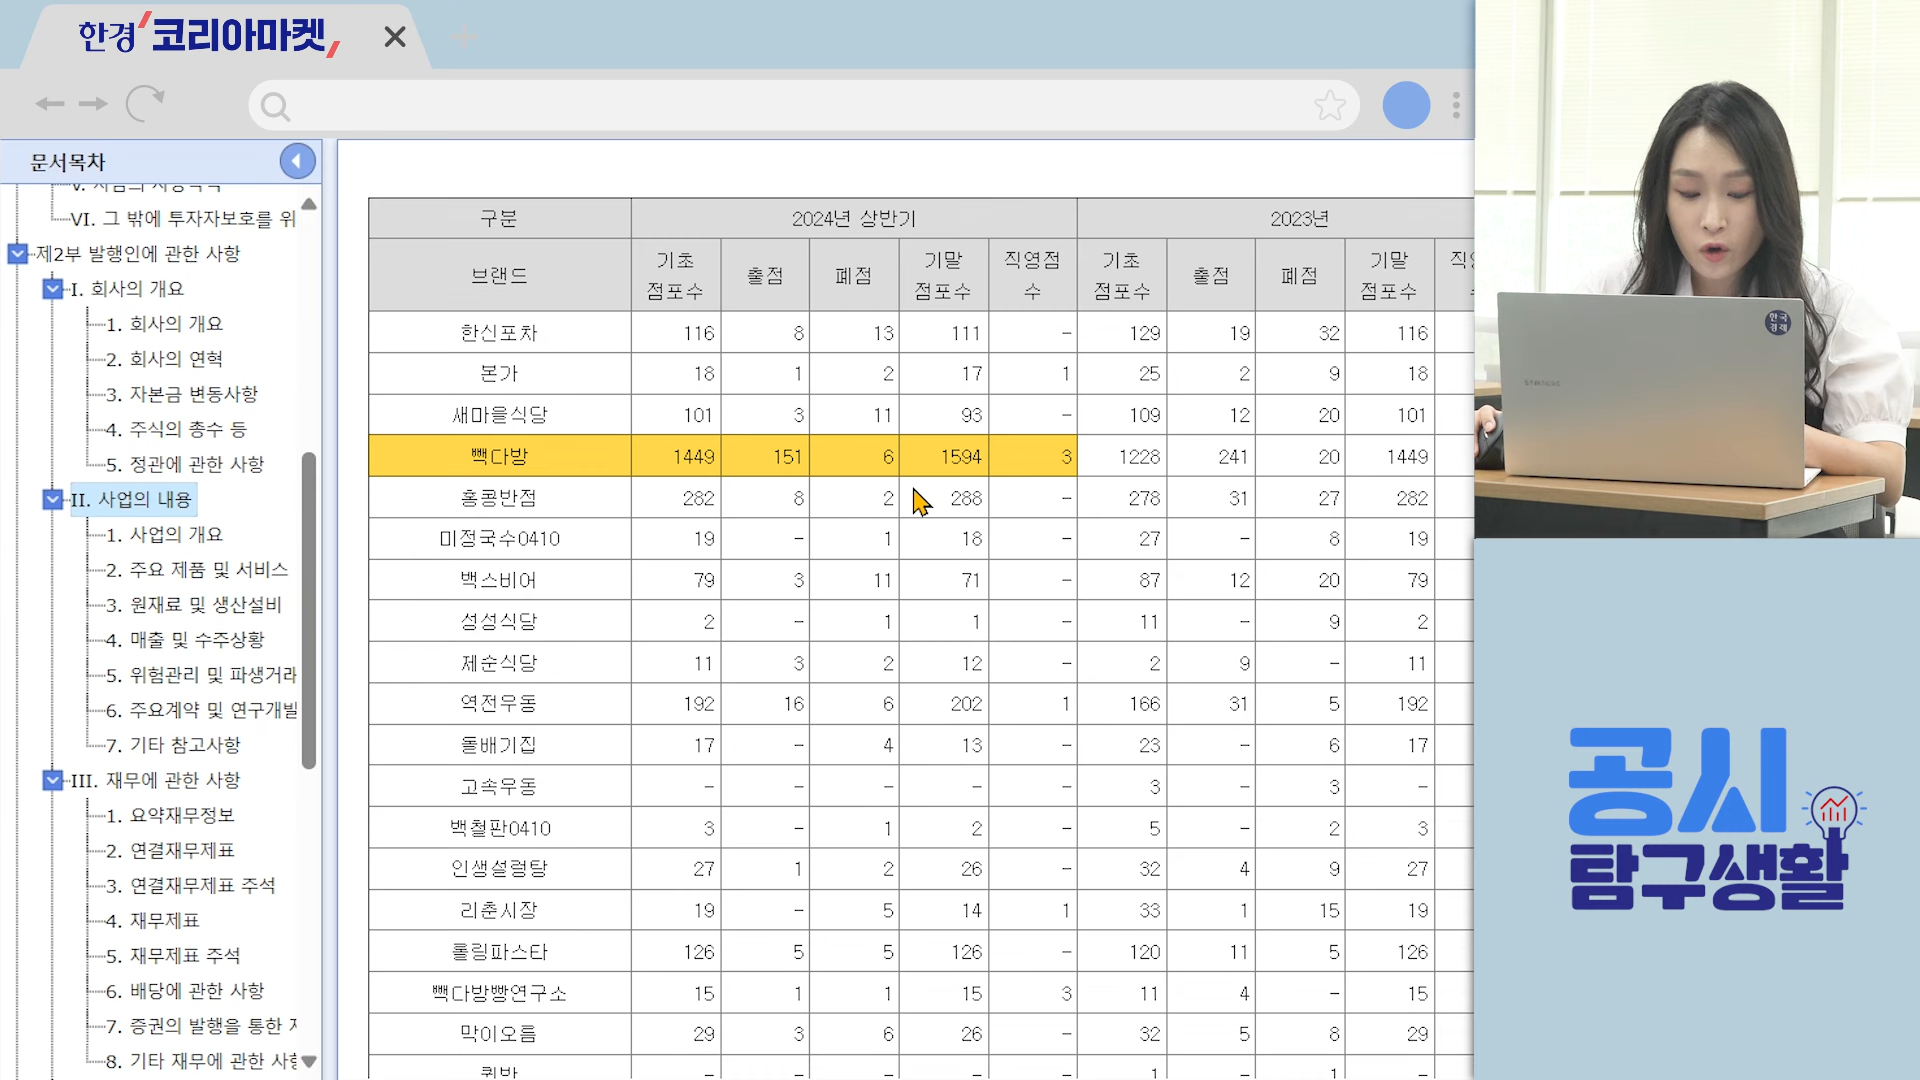 한경 코리아마켓
문서목차
VI. 그 밖에 투자자보호를 위
제2부 발행인에 관한 사항
I. 회사의 개요
1. 회사의 개요
2. 회사의 연혁
3. 자본금 변동사항
4. 주식의 총수 등
5. 정관에 관한 사항
II. 사업의 내용
1. 사업의 개요
2. 주요 제품 및 서비스
3. 원재료 및 생산설비
4. 매출 및 수주상황
5. 위험관리 및 파생거래
6. 주요계약 및 연구개발
7. 기타 참고사항
III. 재무에 관한 사항
1. 요약재무정보
2. 연결재무제표
3. 연결재무제표 주석
4. 재무제표
5. 재무제표 주석
6. 배당에 관한 사항
7. 증권의 발행을 통한
8. 기타 재무에 관한 사항
구분 2024년 상반기 2023년
브랜드 기초 점포수 출점 폐점 기말 점포수 직영점수 기초 점포수 출점 폐점 기말 점포수
한신포차 116 8 13 111 - 129 19 32 116
본가 18 1 2 17 1 25 2 9 18
새마을식당 101 3 11 93 - 109 12 20 101
빽다방 1449 151 6 1594 3 1228 241 20 1449
홍콩반점 282 8 2 288 - 278 31 27 282
미정국수0410 19 - 1 18 - 27 - 8 19
백스비어 79 3 11 71 - 87 12 20 79
성성식당 2 - 1 1 - 11 - 9 2
제순식당 11 3 2 12 - 2 9 - 11
역전우동 192 16 6 202 1 166 31 5 192
돌배기집 17 - 4 13 - 23 - 6 17
고속우동 - - - - - 3 - 3 -
백철판0410 3 - 1 2 - 5 - 2 3
인생설렁탕 27 1 2 26 - 32 4 9 27
리춘시장 19 - 5 14 1 33 1 15 19
롤링파스타 126 5 5 126 - 120 11 5 126
빽다방빵연구소 15 1 1 15 3 11 4 - 15
막이오름 29 3 6 26 - 32 5 8 29
한국
경제
공시
탐구생활